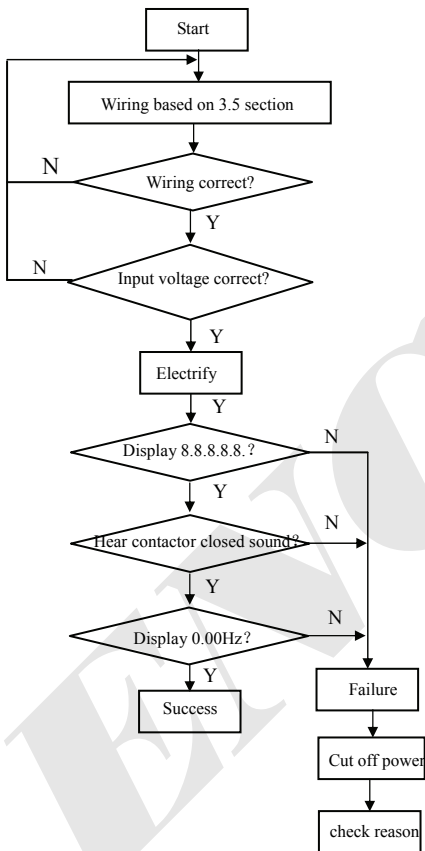 Start
Wiring based on 3.5 section
N
Wiring correct?
Y
N
Input voltage correct?
Y
Electrify
Y
Display 8.8.8.8.8.?
N
Y
Hear contactor closed sound?
N
Y
Display 0.00Hz?
N
Y
Success
Failure
Cut off power
check reason